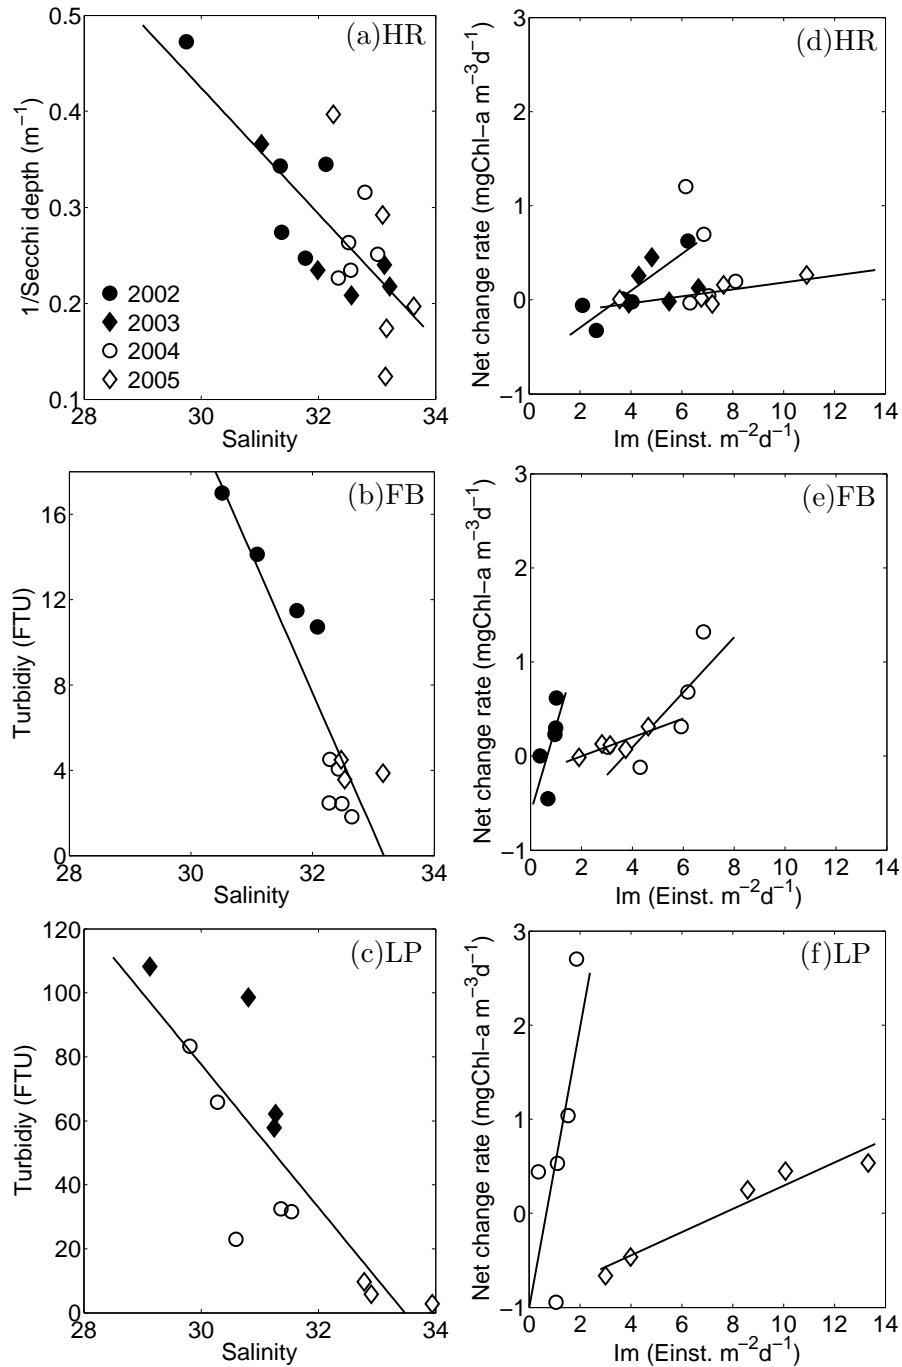 (a)HR
0.5
0.4
0.3
0.2
0.1
1/Secchi depth (m⁻¹)
2002
2003
2004
2005
28 30 32 34
Salinity
(d)HR
3
2
1
0
−1
Net change rate (mgChl−a m⁻³d⁻¹)
0 2 4 6 8 10 12 14
Im (Einst. m⁻²d⁻¹)
(b)FB
16
12
8
4
0
Turbidiy (FTU)
28 30 32 34
Salinity
(e)FB
3
2
1
0
−1
Net change rate (mgChl−a m⁻³d⁻¹)
0 2 4 6 8 10 12 14
Im (Einst. m⁻²d⁻¹)
(c)LP
120
100
80
60
40
20
0
Turbidiy (FTU)
28 30 32 34
Salinity
(f)LP
3
2
1
0
−1
Net change rate (mgChl−a m⁻³d⁻¹)
0 2 4 6 8 10 12 14
Im (Einst. m⁻²d⁻¹)